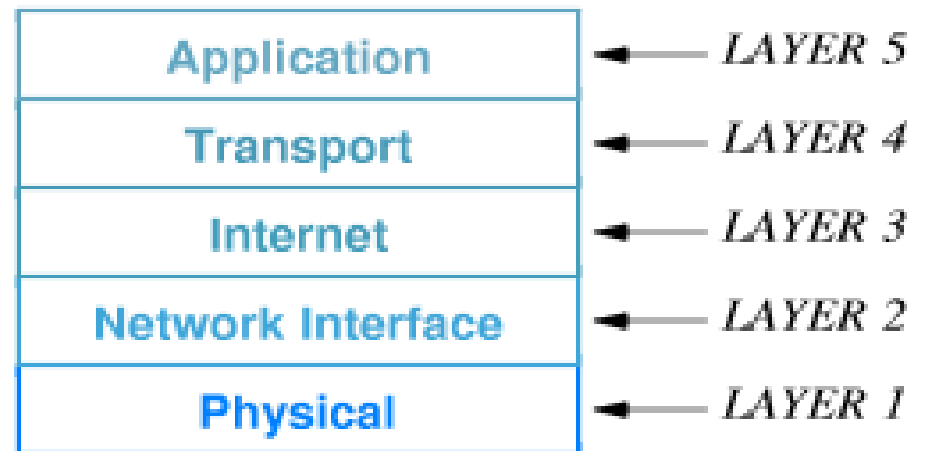 Application LAYER 5
Transport LAYER 4
Internet LAYER 3
Network Interface LAYER 2
Physical LAYER 1